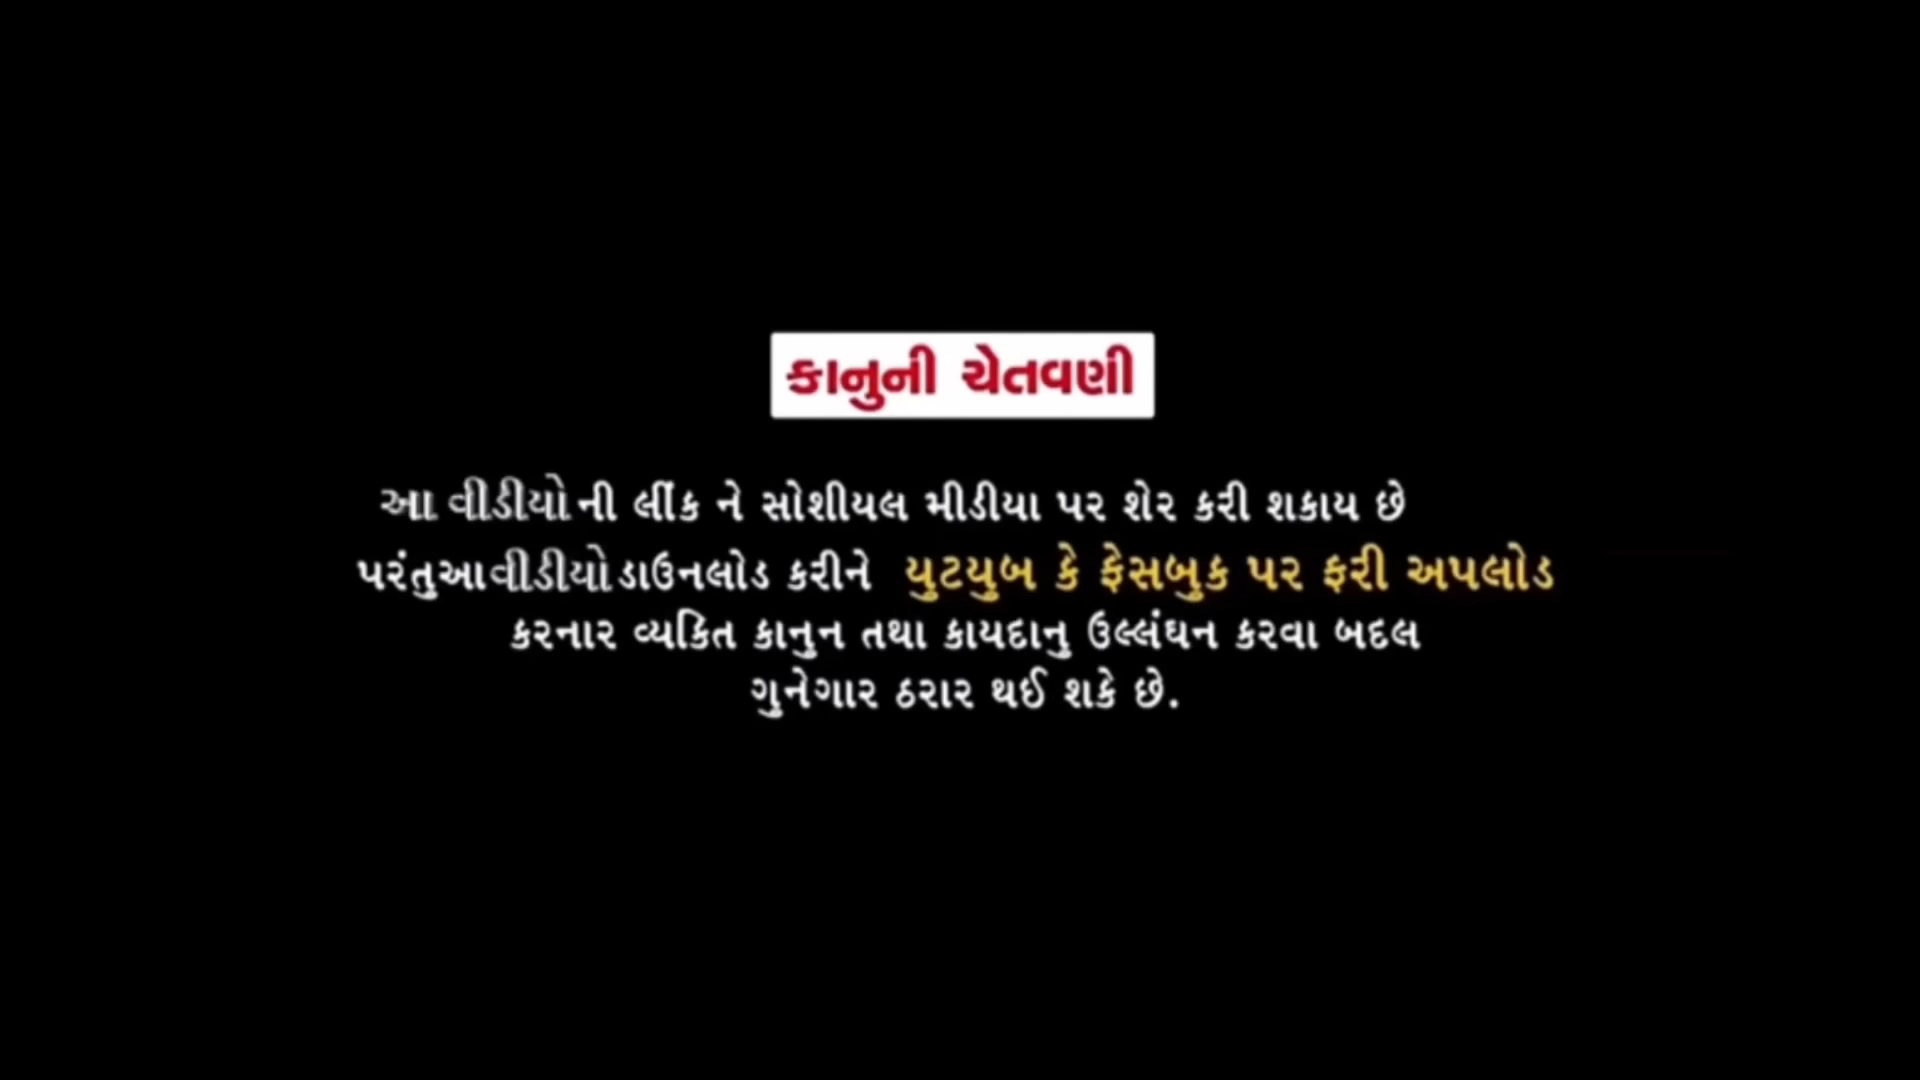 કાનુની ચેતવણી
આ વીડીયો ની લીંક ને સોશીયલ મીડીયા પર શેર કરી શકાય છે
પરંતુઆવીડીયો ડાઉનલોડ કરીને યુટયુબ કે ફેસબુક પર ફરી અપલોડ
કરનાર વ્યકિત કાનુન તથા કાયદાનુ ઉલ્લંઘન કરવા બદલ
ગુનેગાર ઠરાર થઈ શકે છે.